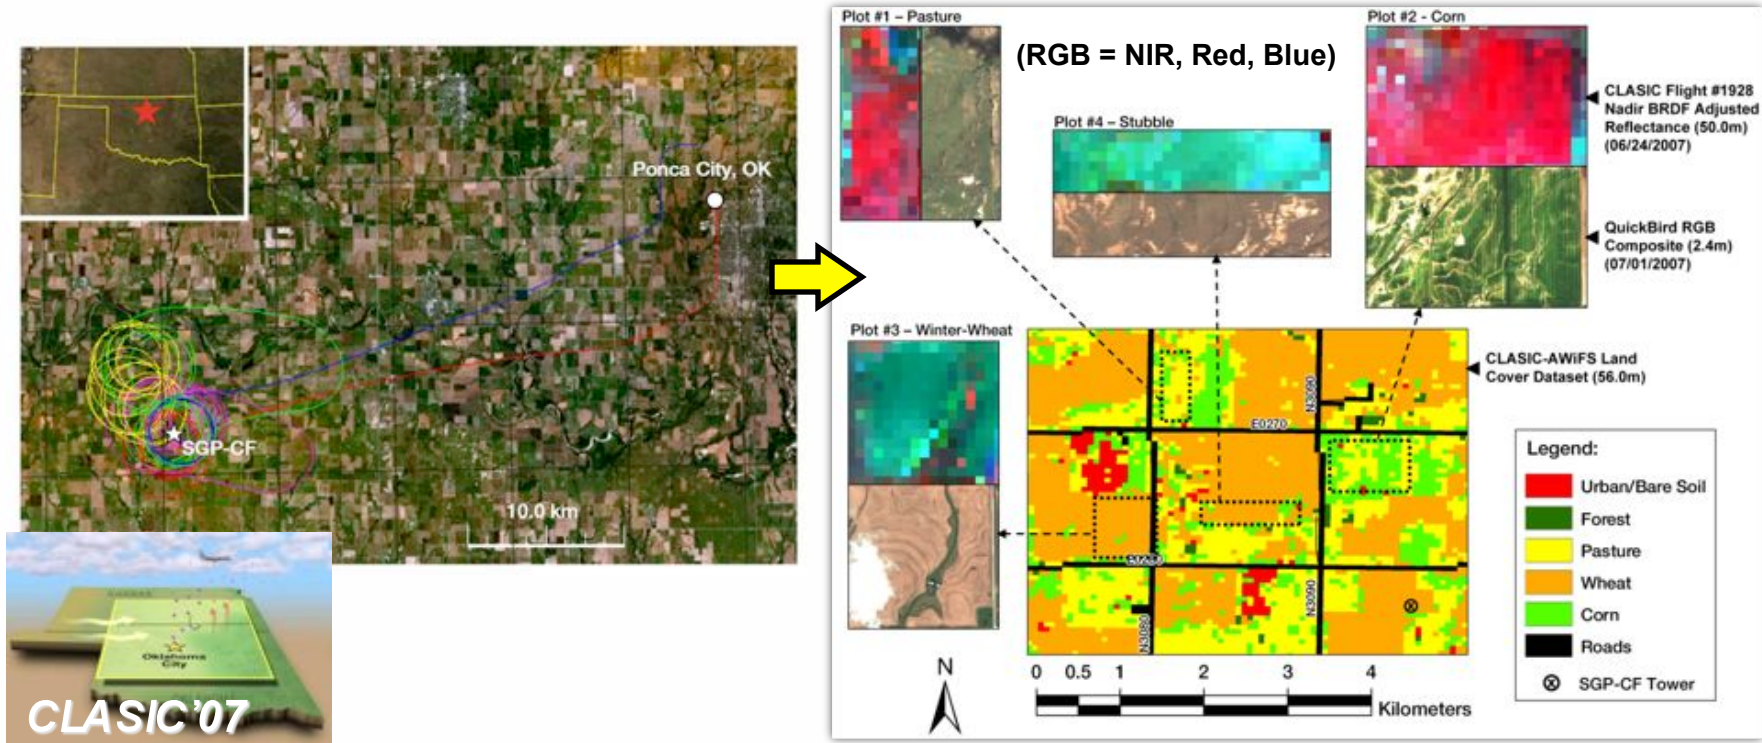 Ponca City, OK
SGP-CF
10.0 km
Oklahoma
City
CLASIC'07
Plot #1 – Pasture
(RGB = NIR, Red, Blue)
Plot #2 - Corn
Plot #4 – Stubble
CLASIC Flight #1928
Nadir BRDF Adjusted
Reflectance (50.0m)
(06/24/2007)
QuickBird RGB
Composite (2.4m)
(07/01/2007)
Plot #3 – Winter-Wheat
CLASIC-AWiFS Land
Cover Dataset (56.0m)
N3090
E0270
N3080
N3090
Legend:
Urban/Bare Soil
Forest
Pasture
Wheat
Corn
Roads
SGP-CF Tower
N
0 0.5 1 2 3 4
Kilometers